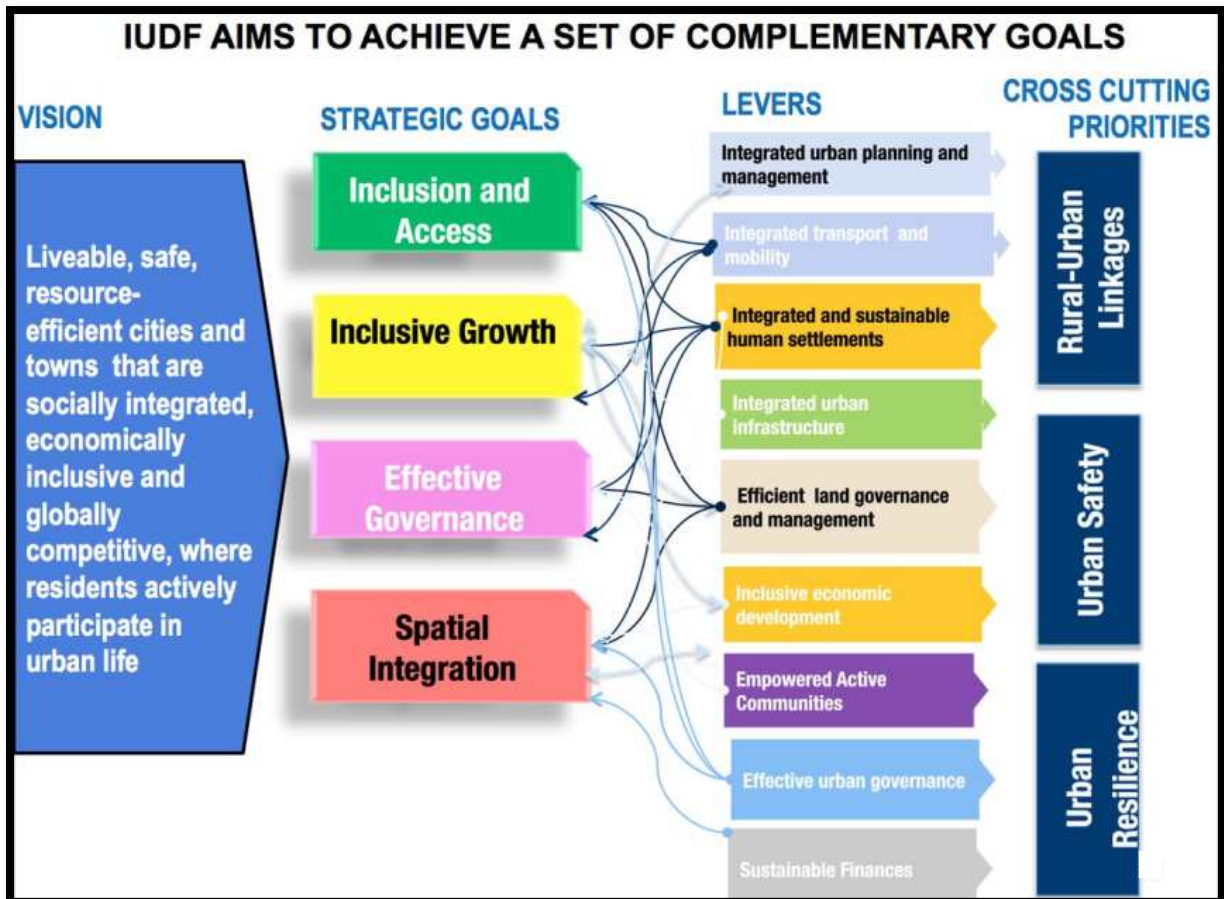 IUDF AIMS TO ACHIEVE A SET OF COMPLEMENTARY GOALS
VISION
Liveable, safe,
resource-
efficient cities and
towns that are
socially integrated,
economically
inclusive and
globally
competitive, where
residents actively
participate in
urban life
STRATEGIC GOALS
Inclusion and
Access
Inclusive Growth
Effective
Governance
Spatial
Integration
LEVERS
Integrated urban planning and
management
Integrated transport and
mobility
Integrated and sustainable
human settlements
Integrated urban
infrastructure
Efficient land governance
and management
Inclusive economic
development
Empowered Active
Communities
Effective urban governance
Sustainable Finances
CROSS CUTTING
PRIORITIES
Rural-Urban
Linkages
Urban Safety
Urban
Resilience